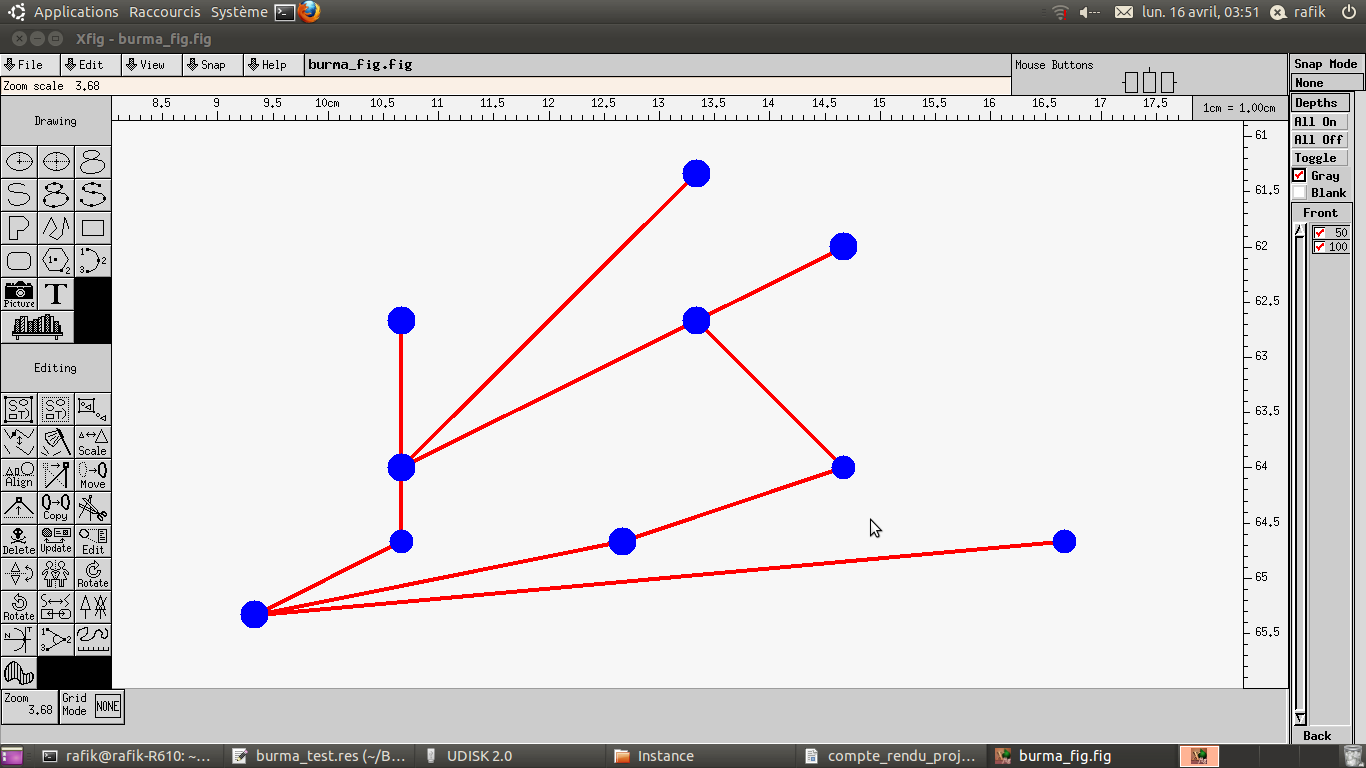 Applications Raccourcis Système lun. 16 avril, 03:51 rafik
Xfig - burma_fig.fig
File Edit View Snap Help burma_fig.fig Mouse Buttons
Zoom scale 3.68
8.5 9 9.5 10cm 10.5 11 11.5 12 12.5 13 13.5 14 14.5 15 15.5 16 16.5 17 17.5 1cm = 1.00cm
Drawing
Picture T
Editing
Scale
Align Move
Copy
Delete Update Edit
Rotate
Rotate
Zoom 3.68 Grid Mode NONE
61
61.5
62
62.5
63
63.5
64
64.5
65
65.5
Snap Mode
None
Depths
All On
All Off
Toggle
Gray
Blank
Front
50
100
Back
rafik@rafik-R610: ~... burma_test.res (~/B... UDISK 2.0 Instance compte_rendu_proj... burma_fig.fig